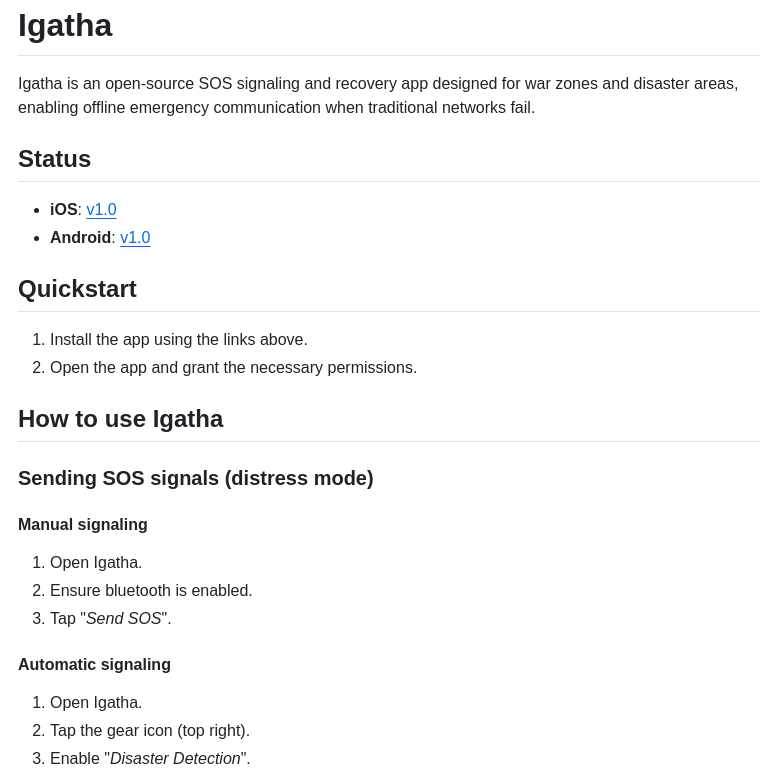 Igatha
Igatha is an open-source SOS signaling and recovery app designed for war zones and disaster areas,
enabling offline emergency communication when traditional networks fail.
Status
• iOS: v1.0
• Android: v1.0
Quickstart
1. Install the app using the links above.
2. Open the app and grant the necessary permissions.
How to use Igatha
Sending SOS signals (distress mode)
Manual signaling
1. Open Igatha.
2. Ensure bluetooth is enabled.
3. Tap "Send SOS".
Automatic signaling
1. Open Igatha.
2. Tap the gear icon (top right).
3. Enable "Disaster Detection".